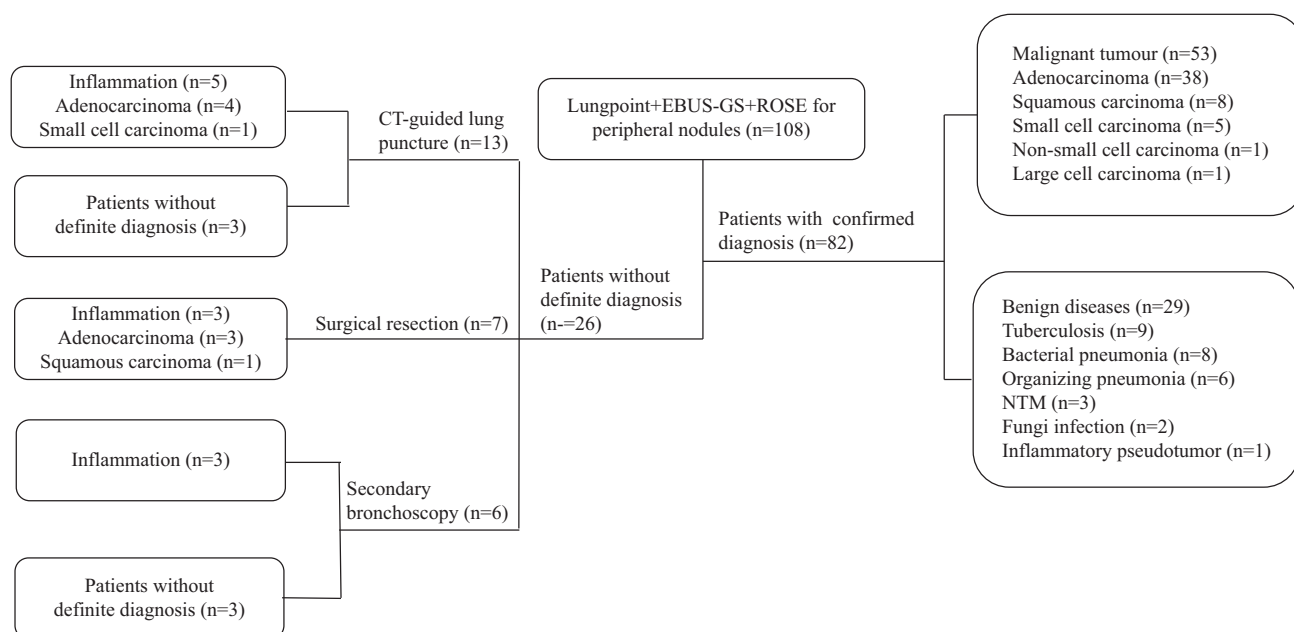 Inflammation (n=5)
Adenocarcinoma (n=4)
Small cell carcinoma (n=1)
Patients without
definite diagnosis (n=3)
CT-guided lung
puncture (n=13)
Inflammation (n=3)
Adenocarcinoma (n=3)
Squamous carcinoma (n=1)
Surgical resection (n=7)
Inflammation (n=3)
Patients without
definite diagnosis (n=3)
Secondary
bronchoscopy (n=6)
Lungpoint+EBUS-GS+ROSE for
peripheral nodules (n=108)
Patients without
definite diagnosis
(n-=26)
Patients with confirmed
diagnosis (n=82)
Malignant tumour (n=53)
Adenocarcinoma (n=38)
Squamous carcinoma (n=8)
Small cell carcinoma (n=5)
Non-small cell carcinoma (n=1)
Large cell carcinoma (n=1)
Benign diseases (n=29)
Tuberculosis (n=9)
Bacterial pneumonia (n=8)
Organizing pneumonia (n=6)
NTM (n=3)
Fungi infection (n=2)
Inflammatory pseudotumor (n=1)